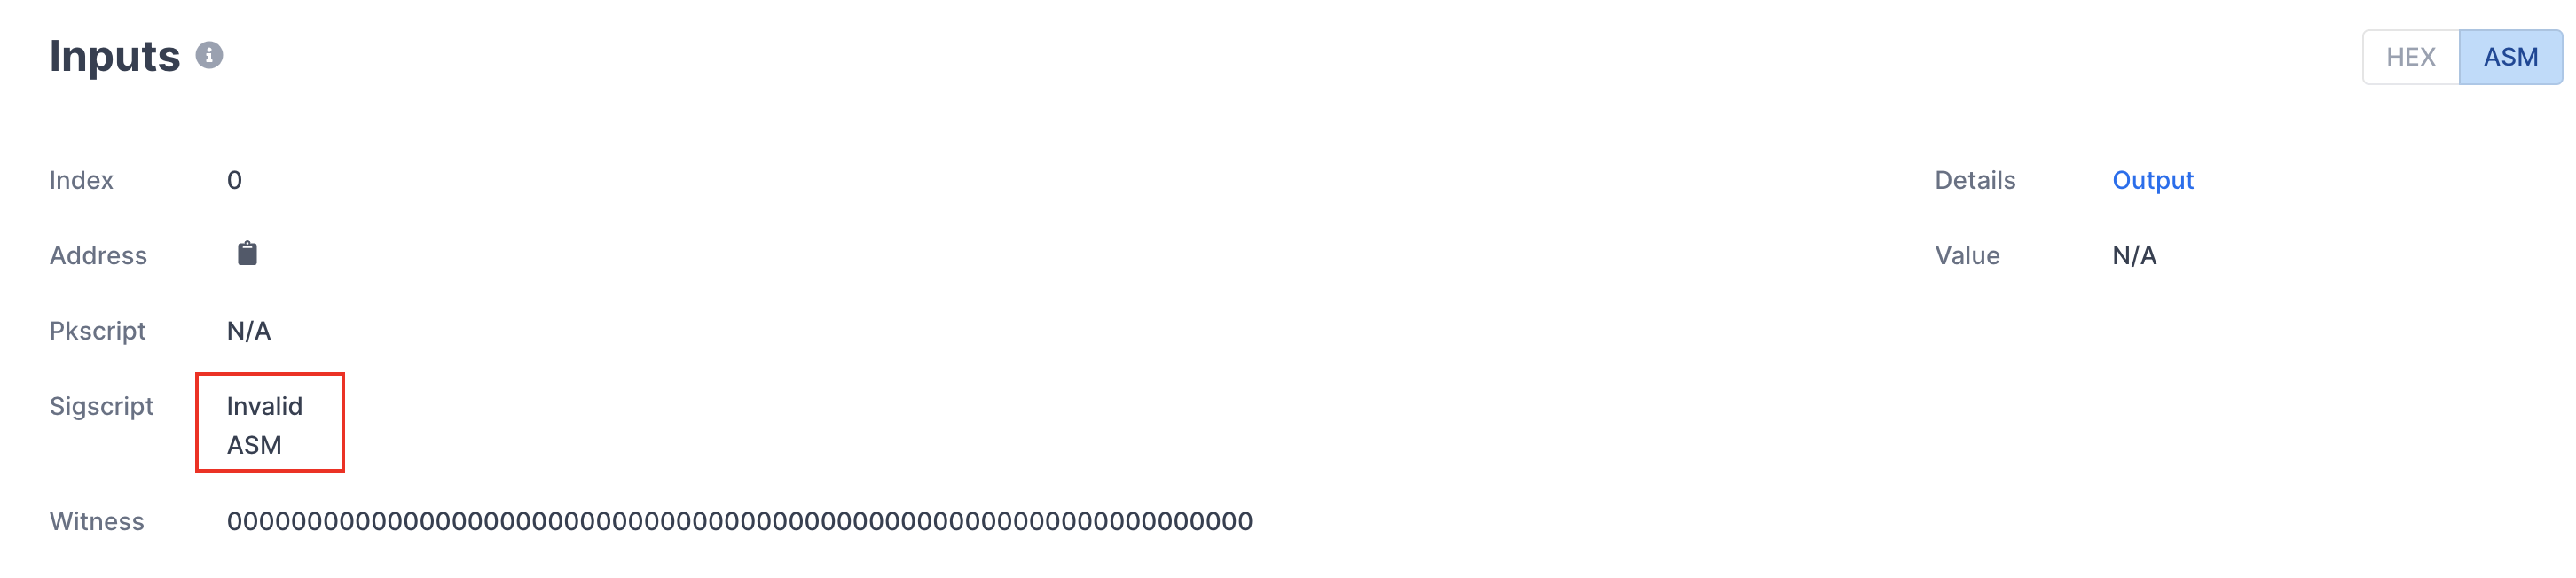 Inputs
HEX ASM
Index 0 Details Output
Address Value N/A
Pkscript N/A
Sigscript Invalid
ASM
Witness 0000000000000000000000000000000000000000000000000000000000000000